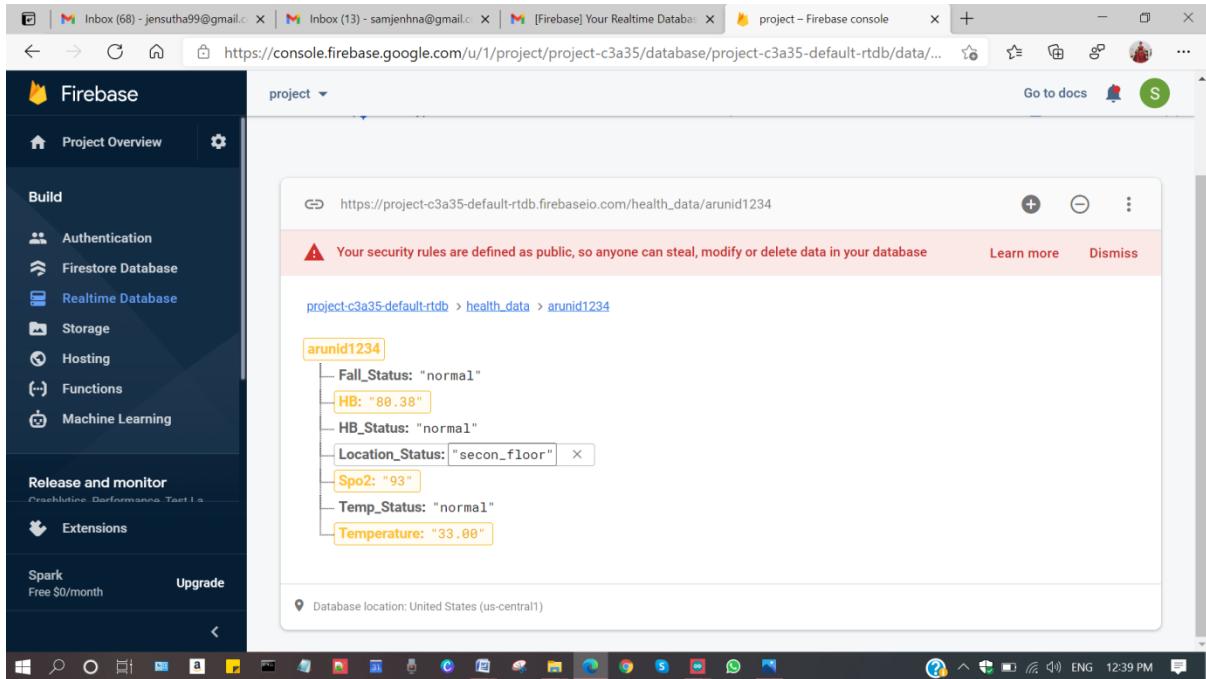 Inbox (68) - jensutha99@gmail.c
Inbox (13) - samjenhna@gmail.c
[Firebase] Your Realtime Databas
project – Firebase console
https://console.firebase.google.com/u/1/project/project-c3a35/database/project-c3a35-default-rtdb/data/...
Firebase
project
Go to docs
S
Project Overview
Build
Authentication
Firestore Database
Realtime Database
Storage
Hosting
Functions
Machine Learning
Release and monitor
Crashlytics, Performance, Test La
Extensions
Spark
Free $0/month
Upgrade
https://project-c3a35-default-rtdb.firebaseio.com/health_data/arunid1234
Your security rules are defined as public, so anyone can steal, modify or delete data in your database
Learn more
Dismiss
project-c3a35-default-rtdb > health_data > arunid1234
arunid1234
Fall_Status: "normal"
HB: "80.38"
HB_Status: "normal"
Location_Status: "secon_floor"
Spo2: "93"
Temp_Status: "normal"
Temperature: "33.00"
Database location: United States (us-central1)
ENG 12:39 PM